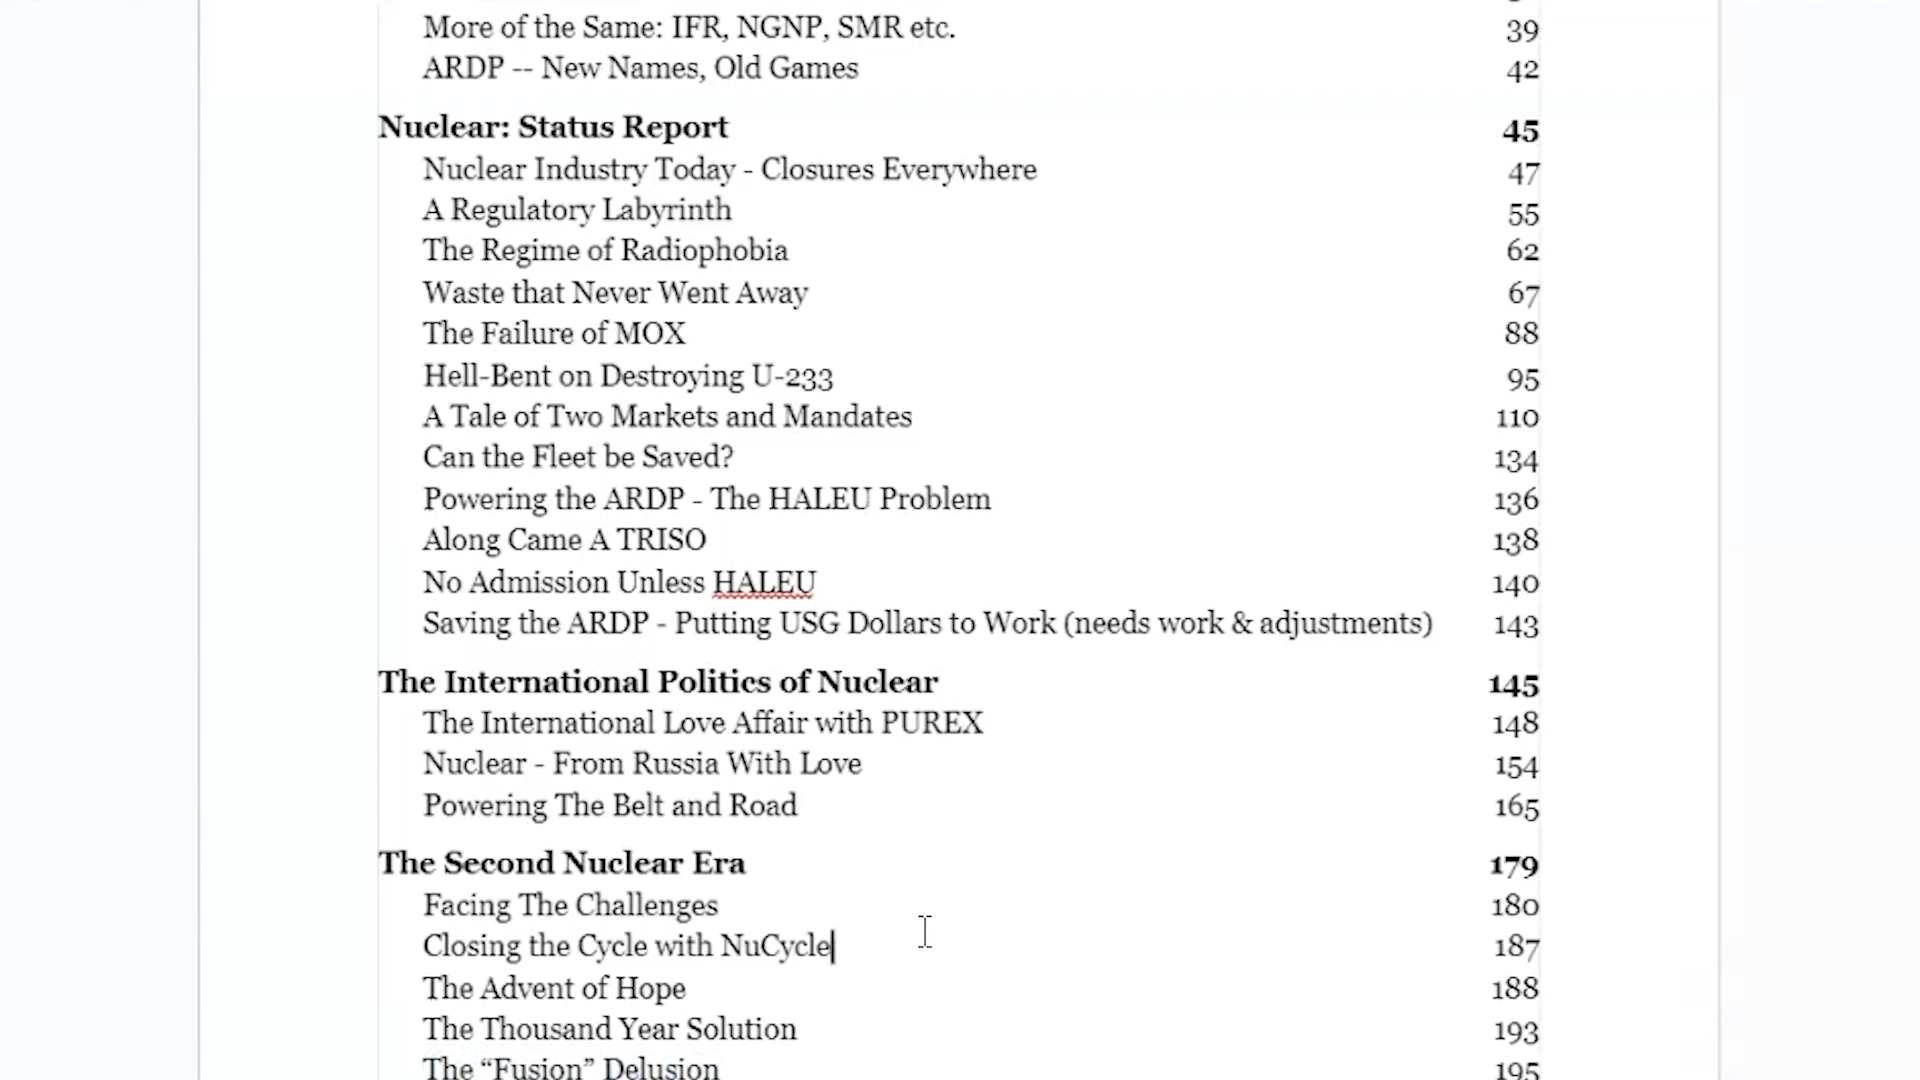 More of the Same: IFR, NGNP, SMR etc. 39
ARDP -- New Names, Old Games 42
Nuclear: Status Report 45
Nuclear Industry Today - Closures Everywhere 47
A Regulatory Labyrinth 55
The Regime of Radiophobia 62
Waste that Never Went Away 67
The Failure of MOX 88
Hell-Bent on Destroying U-233 95
A Tale of Two Markets and Mandates 110
Can the Fleet be Saved? 134
Powering the ARDP - The HALEU Problem 136
Along Came A TRISO 138
No Admission Unless HALEU 140
Saving the ARDP - Putting USG Dollars to Work (needs work & adjustments) 143
The International Politics of Nuclear 145
The International Love Affair with PUREX 148
Nuclear - From Russia With Love 154
Powering The Belt and Road 165
The Second Nuclear Era 179
Facing The Challenges 180
Closing the Cycle with NuCycle 187
The Advent of Hope 188
The Thousand Year Solution 193
The “Fusion” Delusion 195